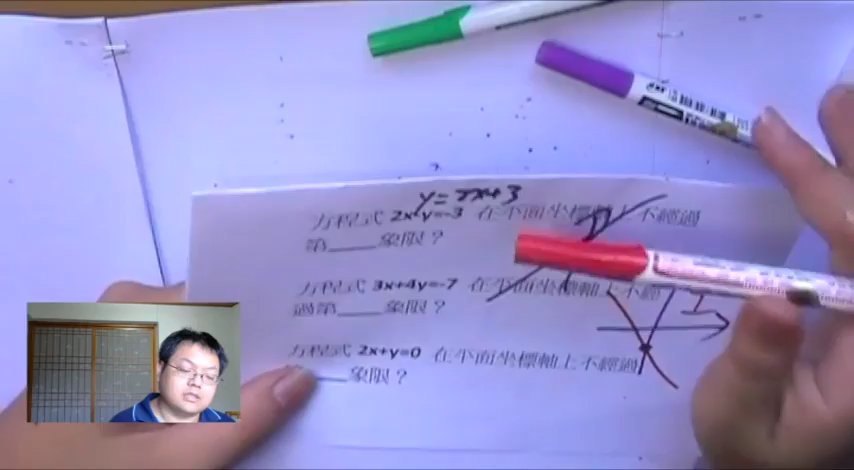 y=2x+3
方程式 2x-y=-3 在平面坐標軸上不經過
第____象限？
方程式 3x+4y=-7 在平面坐標軸上不經
過第____象限？
方程式 2x+y=0 在平面坐標軸上不經過
____象限？